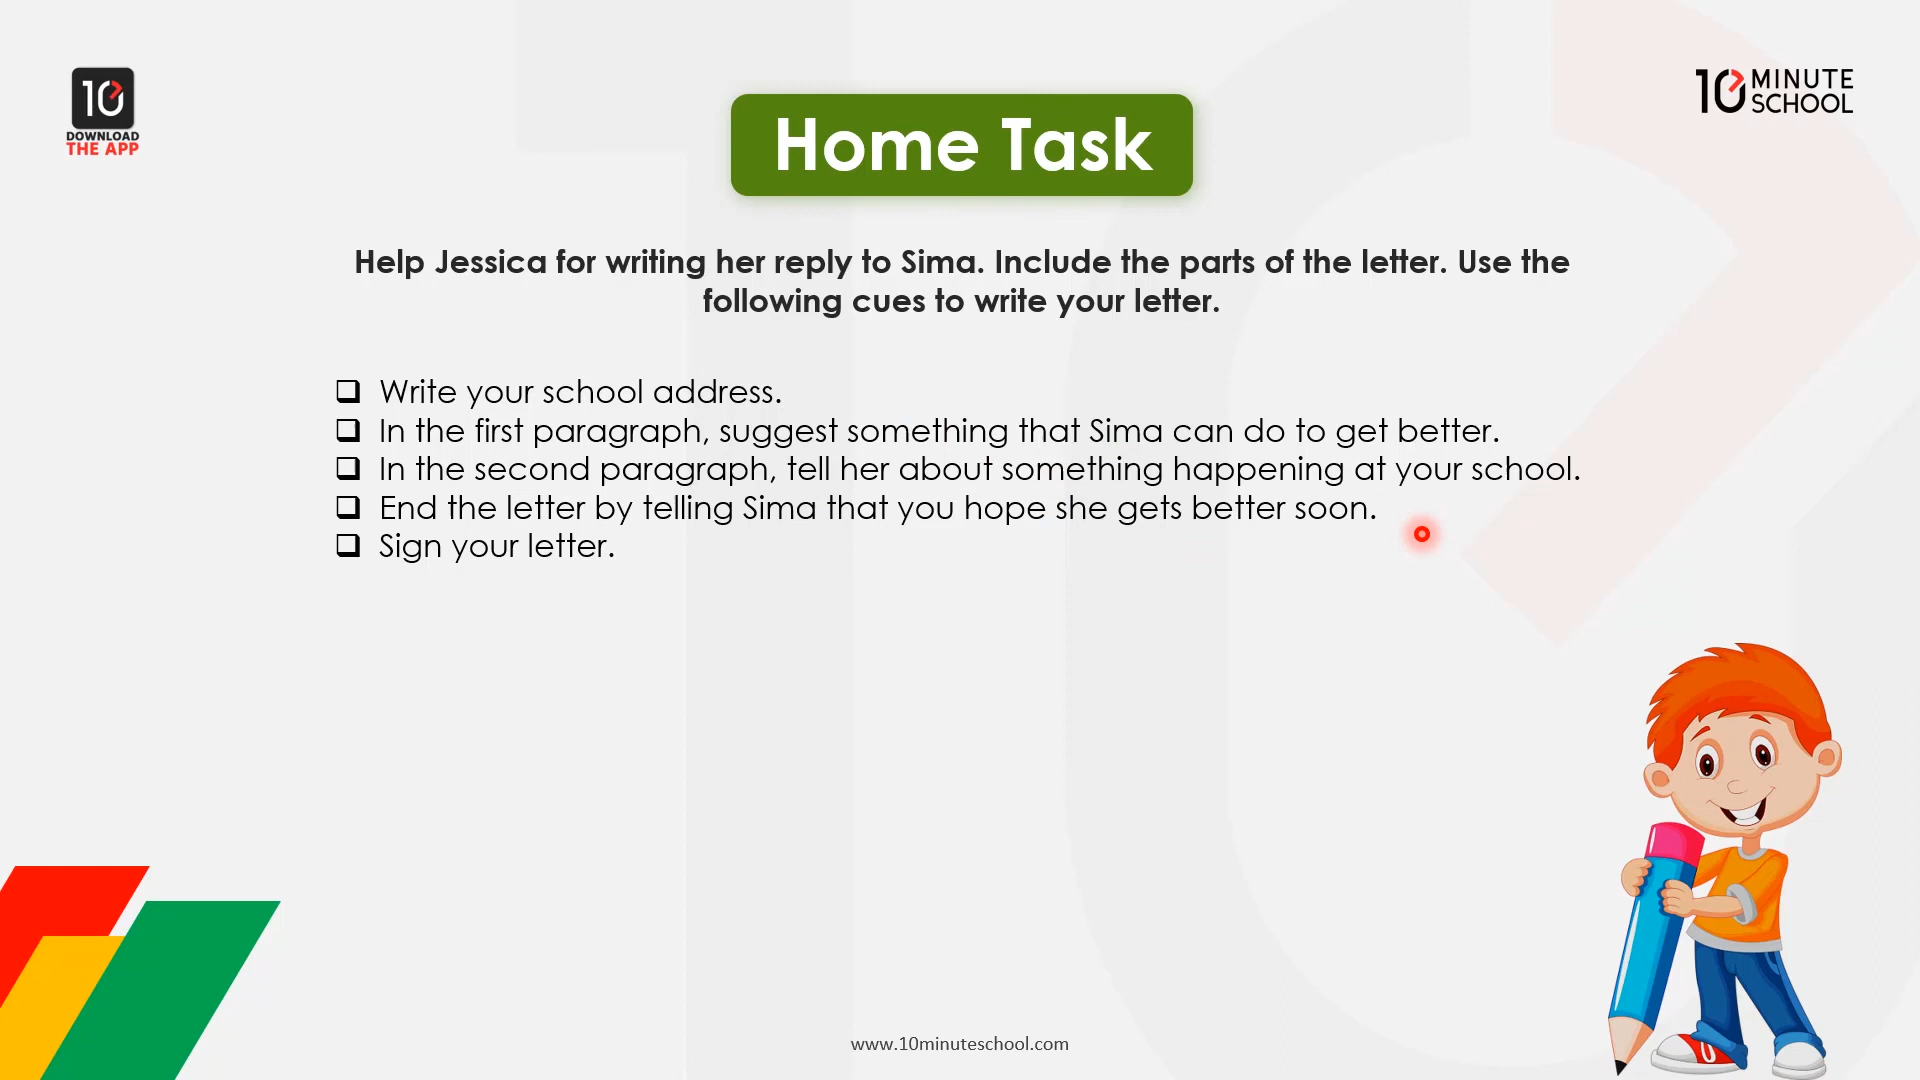 10
DOWNLOAD
THE APP
10 MINUTE
SCHOOL
Home Task
Help Jessica for writing her reply to Sima. Include the parts of the letter. Use the
following cues to write your letter.
❑ Write your school address.
❑ In the first paragraph, suggest something that Sima can do to get better.
❑ In the second paragraph, tell her about something happening at your school.
❑ End the letter by telling Sima that you hope she gets better soon.
❑ Sign your letter.
www.10minuteschool.com